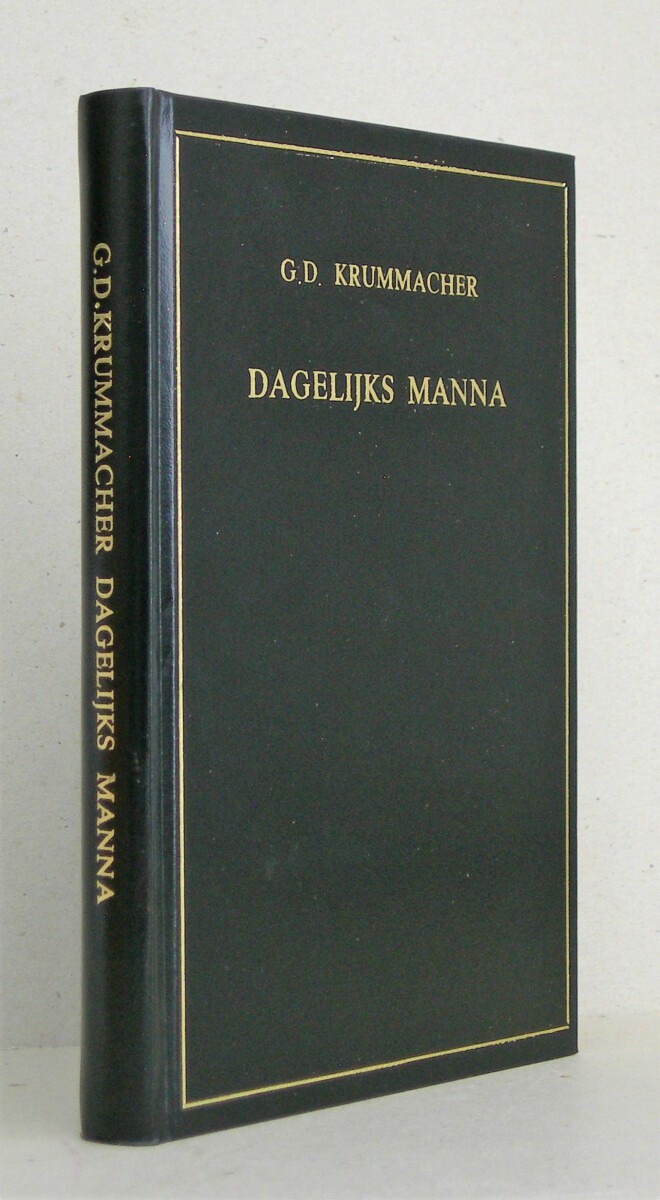 G.D. KRUMMACHER DAGELIJKS MANNA
G.D. KRUMMACHER
DAGELIJKS MANNA